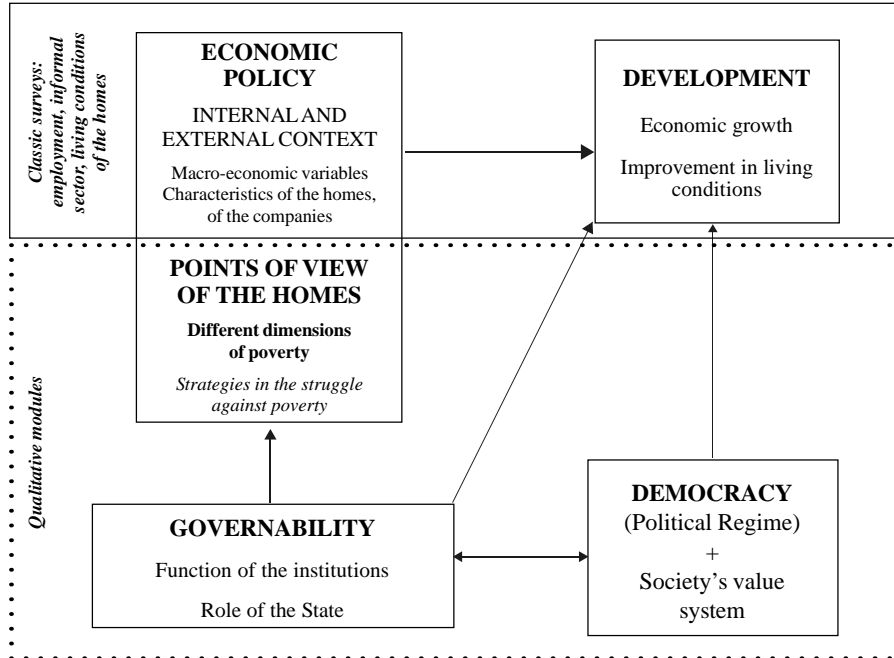 Classic surveys:
employment, informal
sector, living conditions
of the homes
ECONOMIC
POLICY
INTERNAL AND
EXTERNAL CONTEXT
Macro-economic variables
Characteristics of the homes,
of the companies
DEVELOPMENT
Economic growth
Improvement in living
conditions
Qualitative modules
POINTS OF VIEW
OF THE HOMES
Different dimensions
of poverty
Strategies in the struggle
against poverty
GOVERNABILITY
Function of the institutions
Role of the State
DEMOCRACY
(Political Regime)
+
Society's value
system